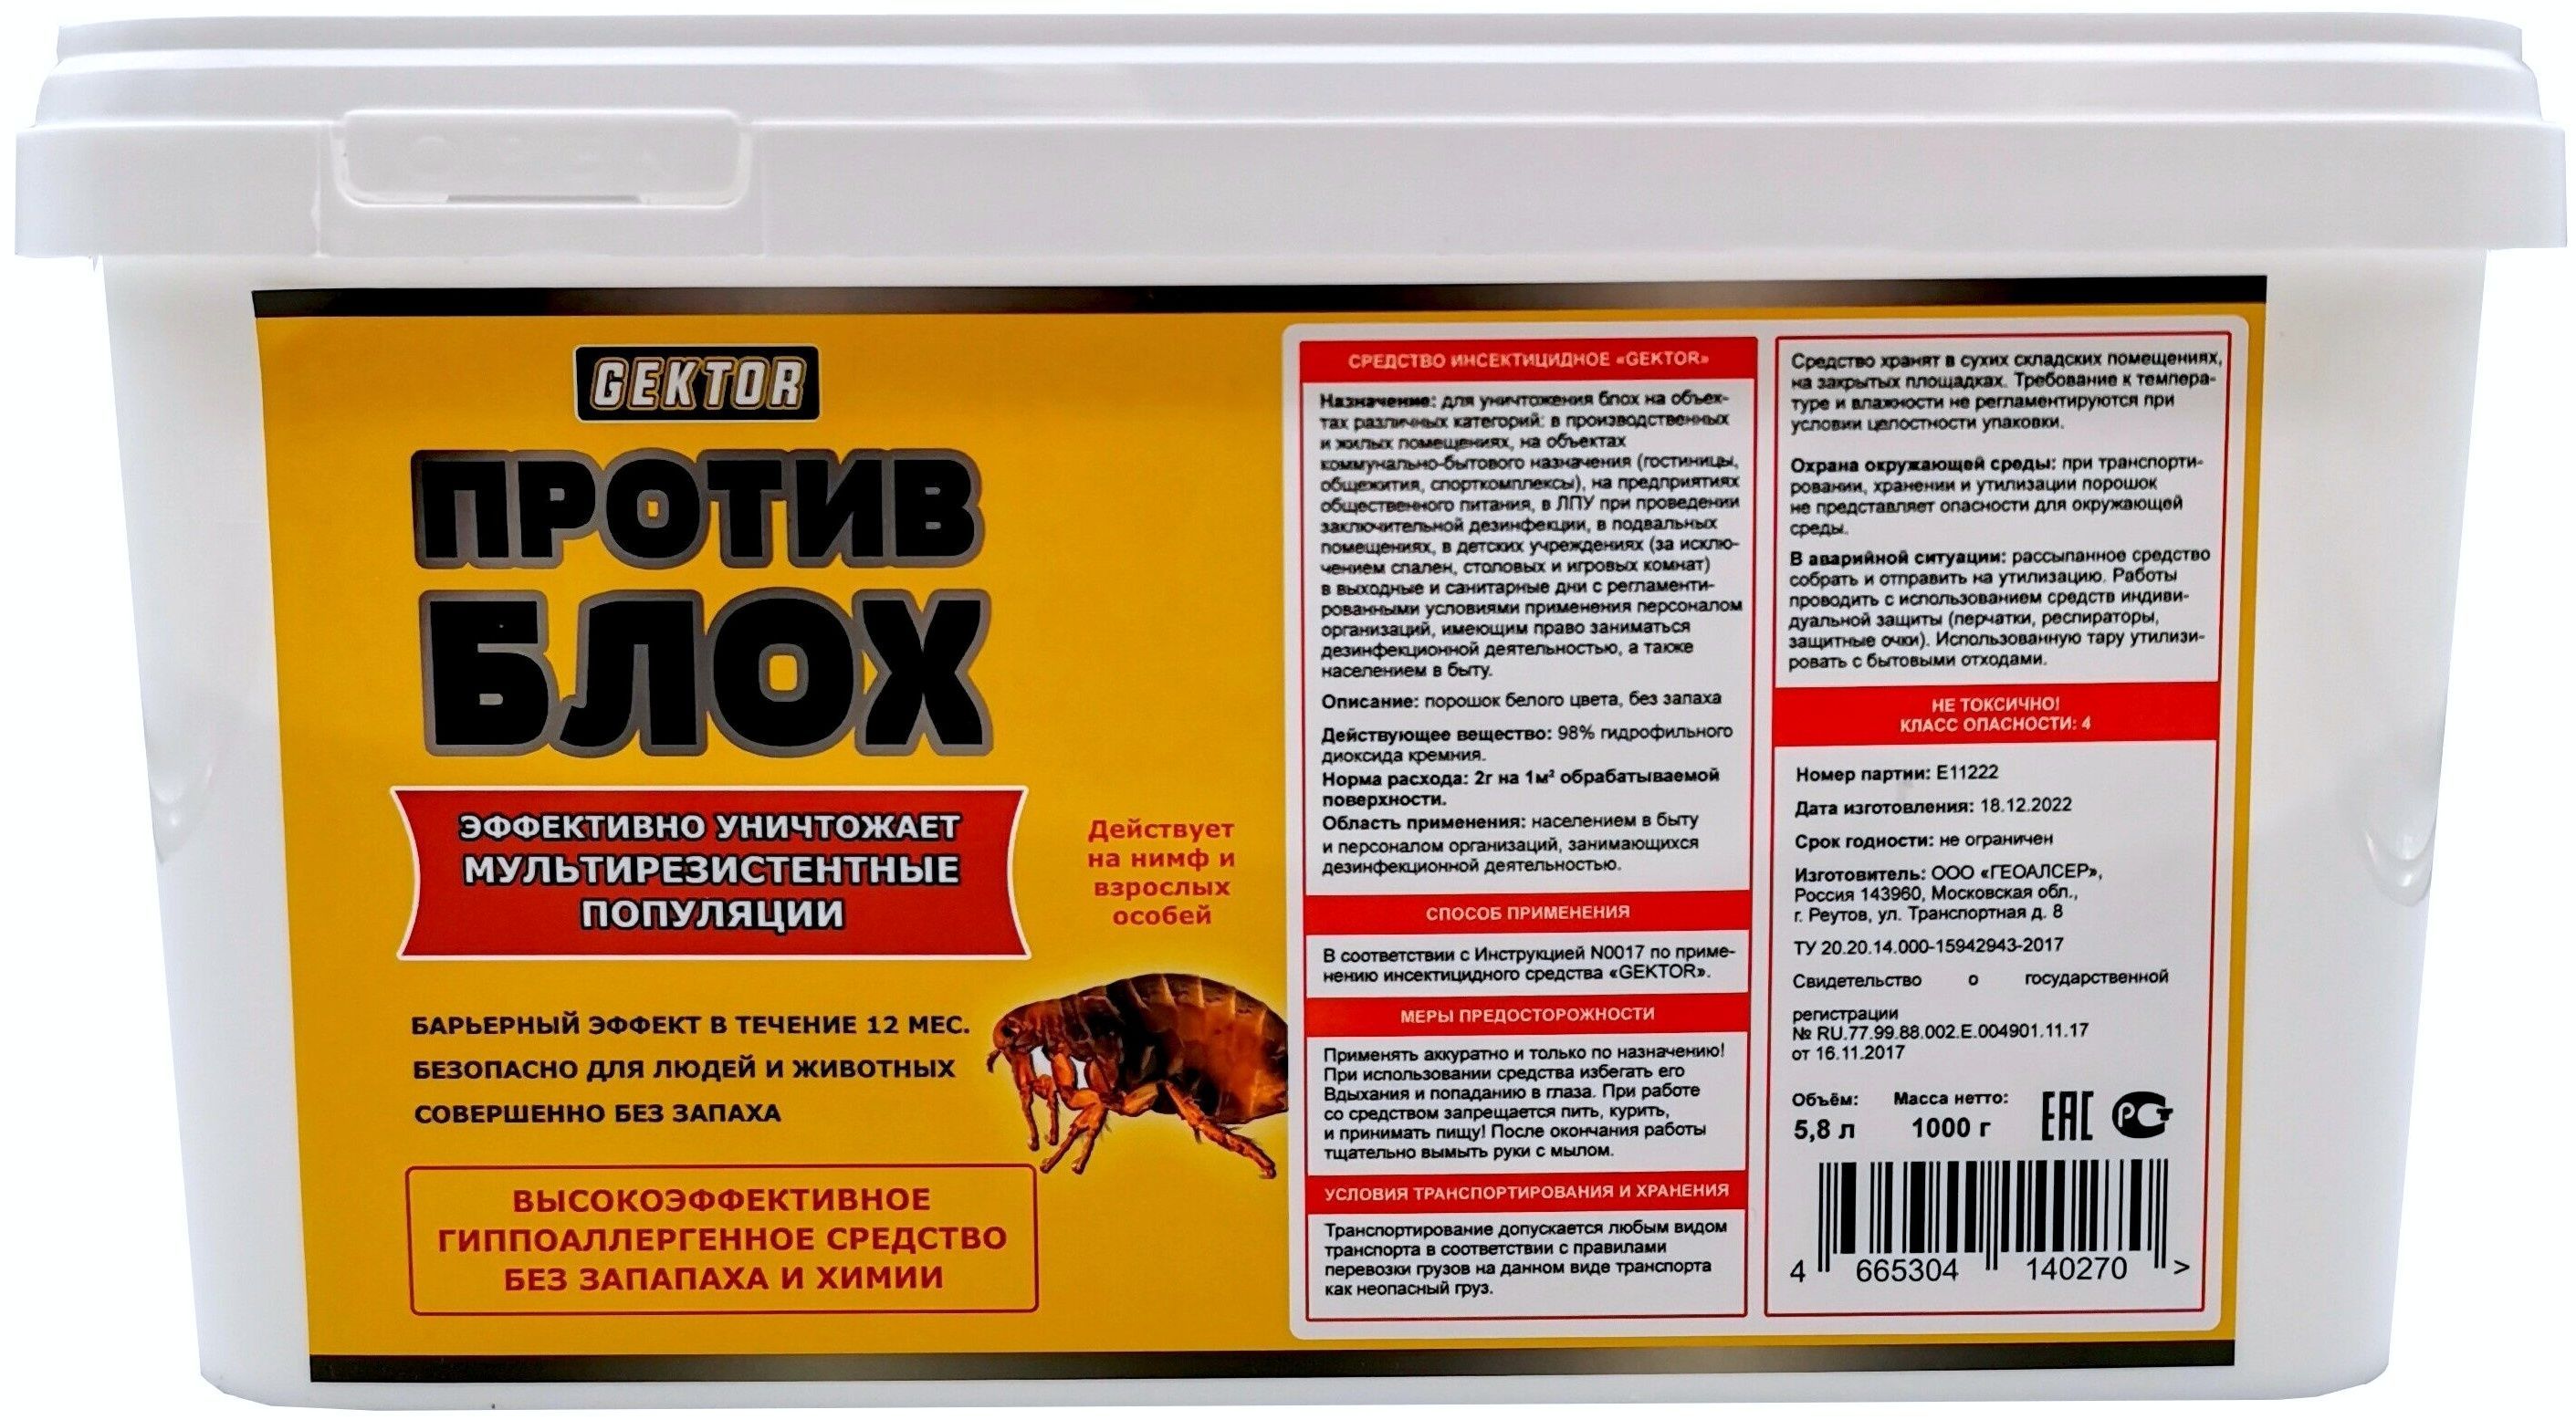 GEKTOR
ПРОТИВ
БЛОХ
ЭФФЕКТИВНО УНИЧТОЖАЕТ
МУЛЬТИРЕЗИСТЕНТНЫЕ
ПОПУЛЯЦИИ
Действует
на нимф и
взрослых
особей
БАРЬЕРНЫЙ ЭФФЕКТ В ТЕЧЕНИЕ 12 МЕС.
БЕЗОПАСНО ДЛЯ ЛЮДЕЙ И ЖИВОТНЫХ
СОВЕРШЕННО БЕЗ ЗАПАХА
ВЫСОКОЭФФЕКТИВНОЕ
ГИППОАЛЛЕРГЕННОЕ СРЕДСТВО
БЕЗ ЗАПАПАХА И ХИМИИ
СРЕДСТВО ИНСЕКТИЦИДНОЕ «GEKTOR»
Назначение: для уничтожения блох на объек-
тах различных категорий: в производственных
и жилых помещениях, на объектах
коммунально-бытового назначения (гостиницы,
общежития, спорткомплексы), на предприятиях
общественного питания, в ЛПУ при проведении
заключительной дезинфекции, в подвальных
помещениях, в детских учреждениях (за исклю-
чением спален, столовых и игровых комнат)
в выходные и санитарные дни с регламенти-
рованными условиями применения персоналом
организаций, имеющим право заниматься
дезинфекционной деятельностью, а также
населением в быту.
Описание: порошок белого цвета, без запаха
Действующее вещество: 98% гидрофильного
диоксида кремния.
Норма расхода: 2г на 1м² обрабатываемой
поверхности.
Область применения: населением в быту
и персоналом организаций, занимающихся
дезинфекционной деятельностью.
СПОСОБ ПРИМЕНЕНИЯ
В соответствии с Инструкцией N0017 по приме-
нению инсектицидного средства «GEKTOR».
МЕРЫ ПРЕДОСТОРОЖНОСТИ
Применять аккуратно и только по назначению!
При использовании средства избегать его
Вдыхания и попаданию в глаза. При работе
со средством запрещается пить, курить,
и принимать пищу! После окончания работы
тщательно вымыть руки с мылом.
УСЛОВИЯ ТРАНСПОРТИРОВАНИЯ И ХРАНЕНИЯ
Транспортирование допускается любым видом
транспорта в соответствии с правилами
перевозки грузов на данном виде транспорта
как неопасный груз.
Средство хранят в сухих складских помещениях,
на закрытых площадках. Требование к темпера-
туре и влажности не регламентируются при
условии целостности упаковки.
Охрана окружающей среды: при транспорти-
ровании, хранении и утилизации порошок
не представляет опасности для окружающей
среды.
В аварийной ситуации: рассыпанное средство
собрать и отправить на утилизацию. Работы
проводить с использованием средств индиви-
дуальной защиты (перчатки, респираторы,
защитные очки). Использованную тару утилизи-
ровать с бытовыми отходами.
НЕ ТОКСИЧНО!
КЛАСС ОПАСНОСТИ: 4
Номер партии: Е11222
Дата изготовления: 18.12.2022
Срок годности: не ограничен
Изготовитель: ООО «ГЕОАЛСЕР»,
Россия 143960, Московская обл.,
г. Реутов, ул. Транспортная д. 8
ТУ 20.20.14.000-15942943-2017
Свидетельство о государственной
регистрации
№ RU.77.99.88.002.Е.004901.11.17
от 16.11.2017
Объём: Масса нетто:
5,8 л 1000 г EAC РСТ
4 665304 140270 >